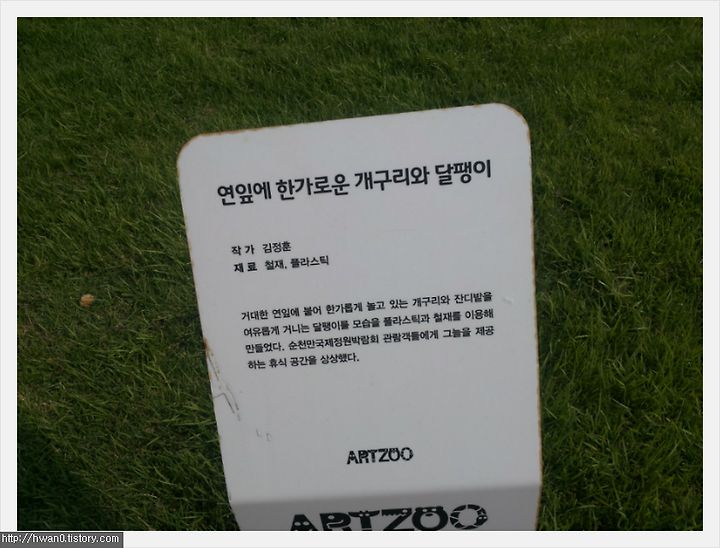 연잎에 한가로운 개구리와 달팽이
작가 김정훈
재료 철재, 플라스틱
거대한 연잎에 붙어 한가롭게 놀고 있는 개구리와 잔디밭을
여유롭게 거니는 달팽이를 모습을 플라스틱과 철재를 이용해
만들었다. 순천만국제정원박람회 관람객들에게 그늘을 제공
하는 휴식 공간을 상상했다.
ARTZOO
ARTZOO
http://hwan0.tistory.com